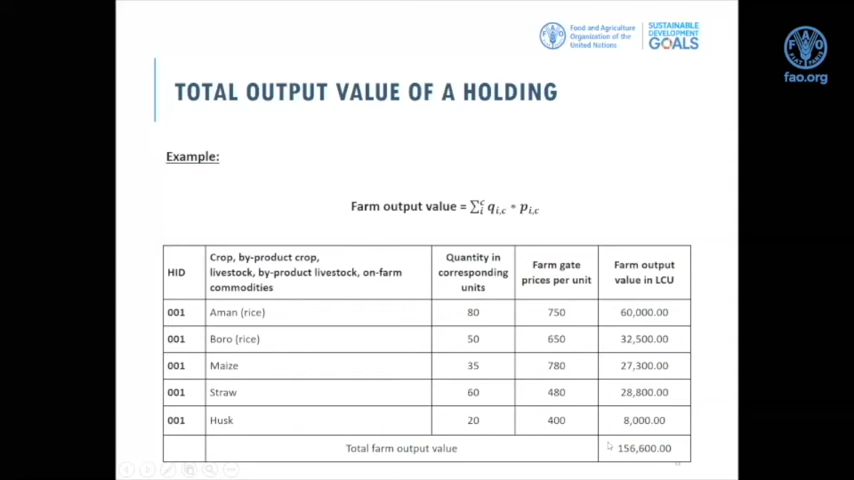 Food and Agriculture
Organization of the
United Nations
SUSTAINABLE
DEVELOPMENT
GOALS
FAO
FIAT PANIS
fao.org
TOTAL OUTPUT VALUE OF A HOLDING
Example:
Farm output value = ∑ᶜᵢ qᵢ,c * pᵢ,c
HID
Crop, by-product crop,
livestock, by-product livestock, on-farm
commodities
Quantity in
corresponding
units
Farm gate
prices per unit
Farm output
value in LCU
001 Aman (rice) 80 750 60,000.00
001 Boro (rice) 50 650 32,500.00
001 Maize 35 780 27,300.00
001 Straw 60 480 28,800.00
001 Husk 20 400 8,000.00
Total farm output value 156,600.00